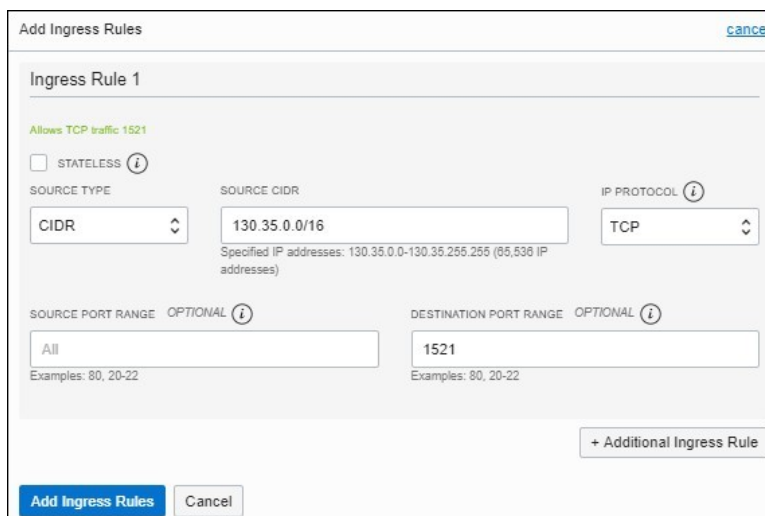 Add Ingress Rules cance
Ingress Rule 1
Allows TCP traffic 1521
STATELESS i
SOURCE TYPE SOURCE CIDR IP PROTOCOL i
CIDR 130.35.0.0/16 TCP
Specified IP addresses: 130.35.0.0-130.35.255.255 (65,536 IP
addresses)
SOURCE PORT RANGE OPTIONAL i DESTINATION PORT RANGE OPTIONAL i
All 1521
Examples: 80, 20-22 Examples: 80, 20-22
+ Additional Ingress Rule
Add Ingress Rules Cancel